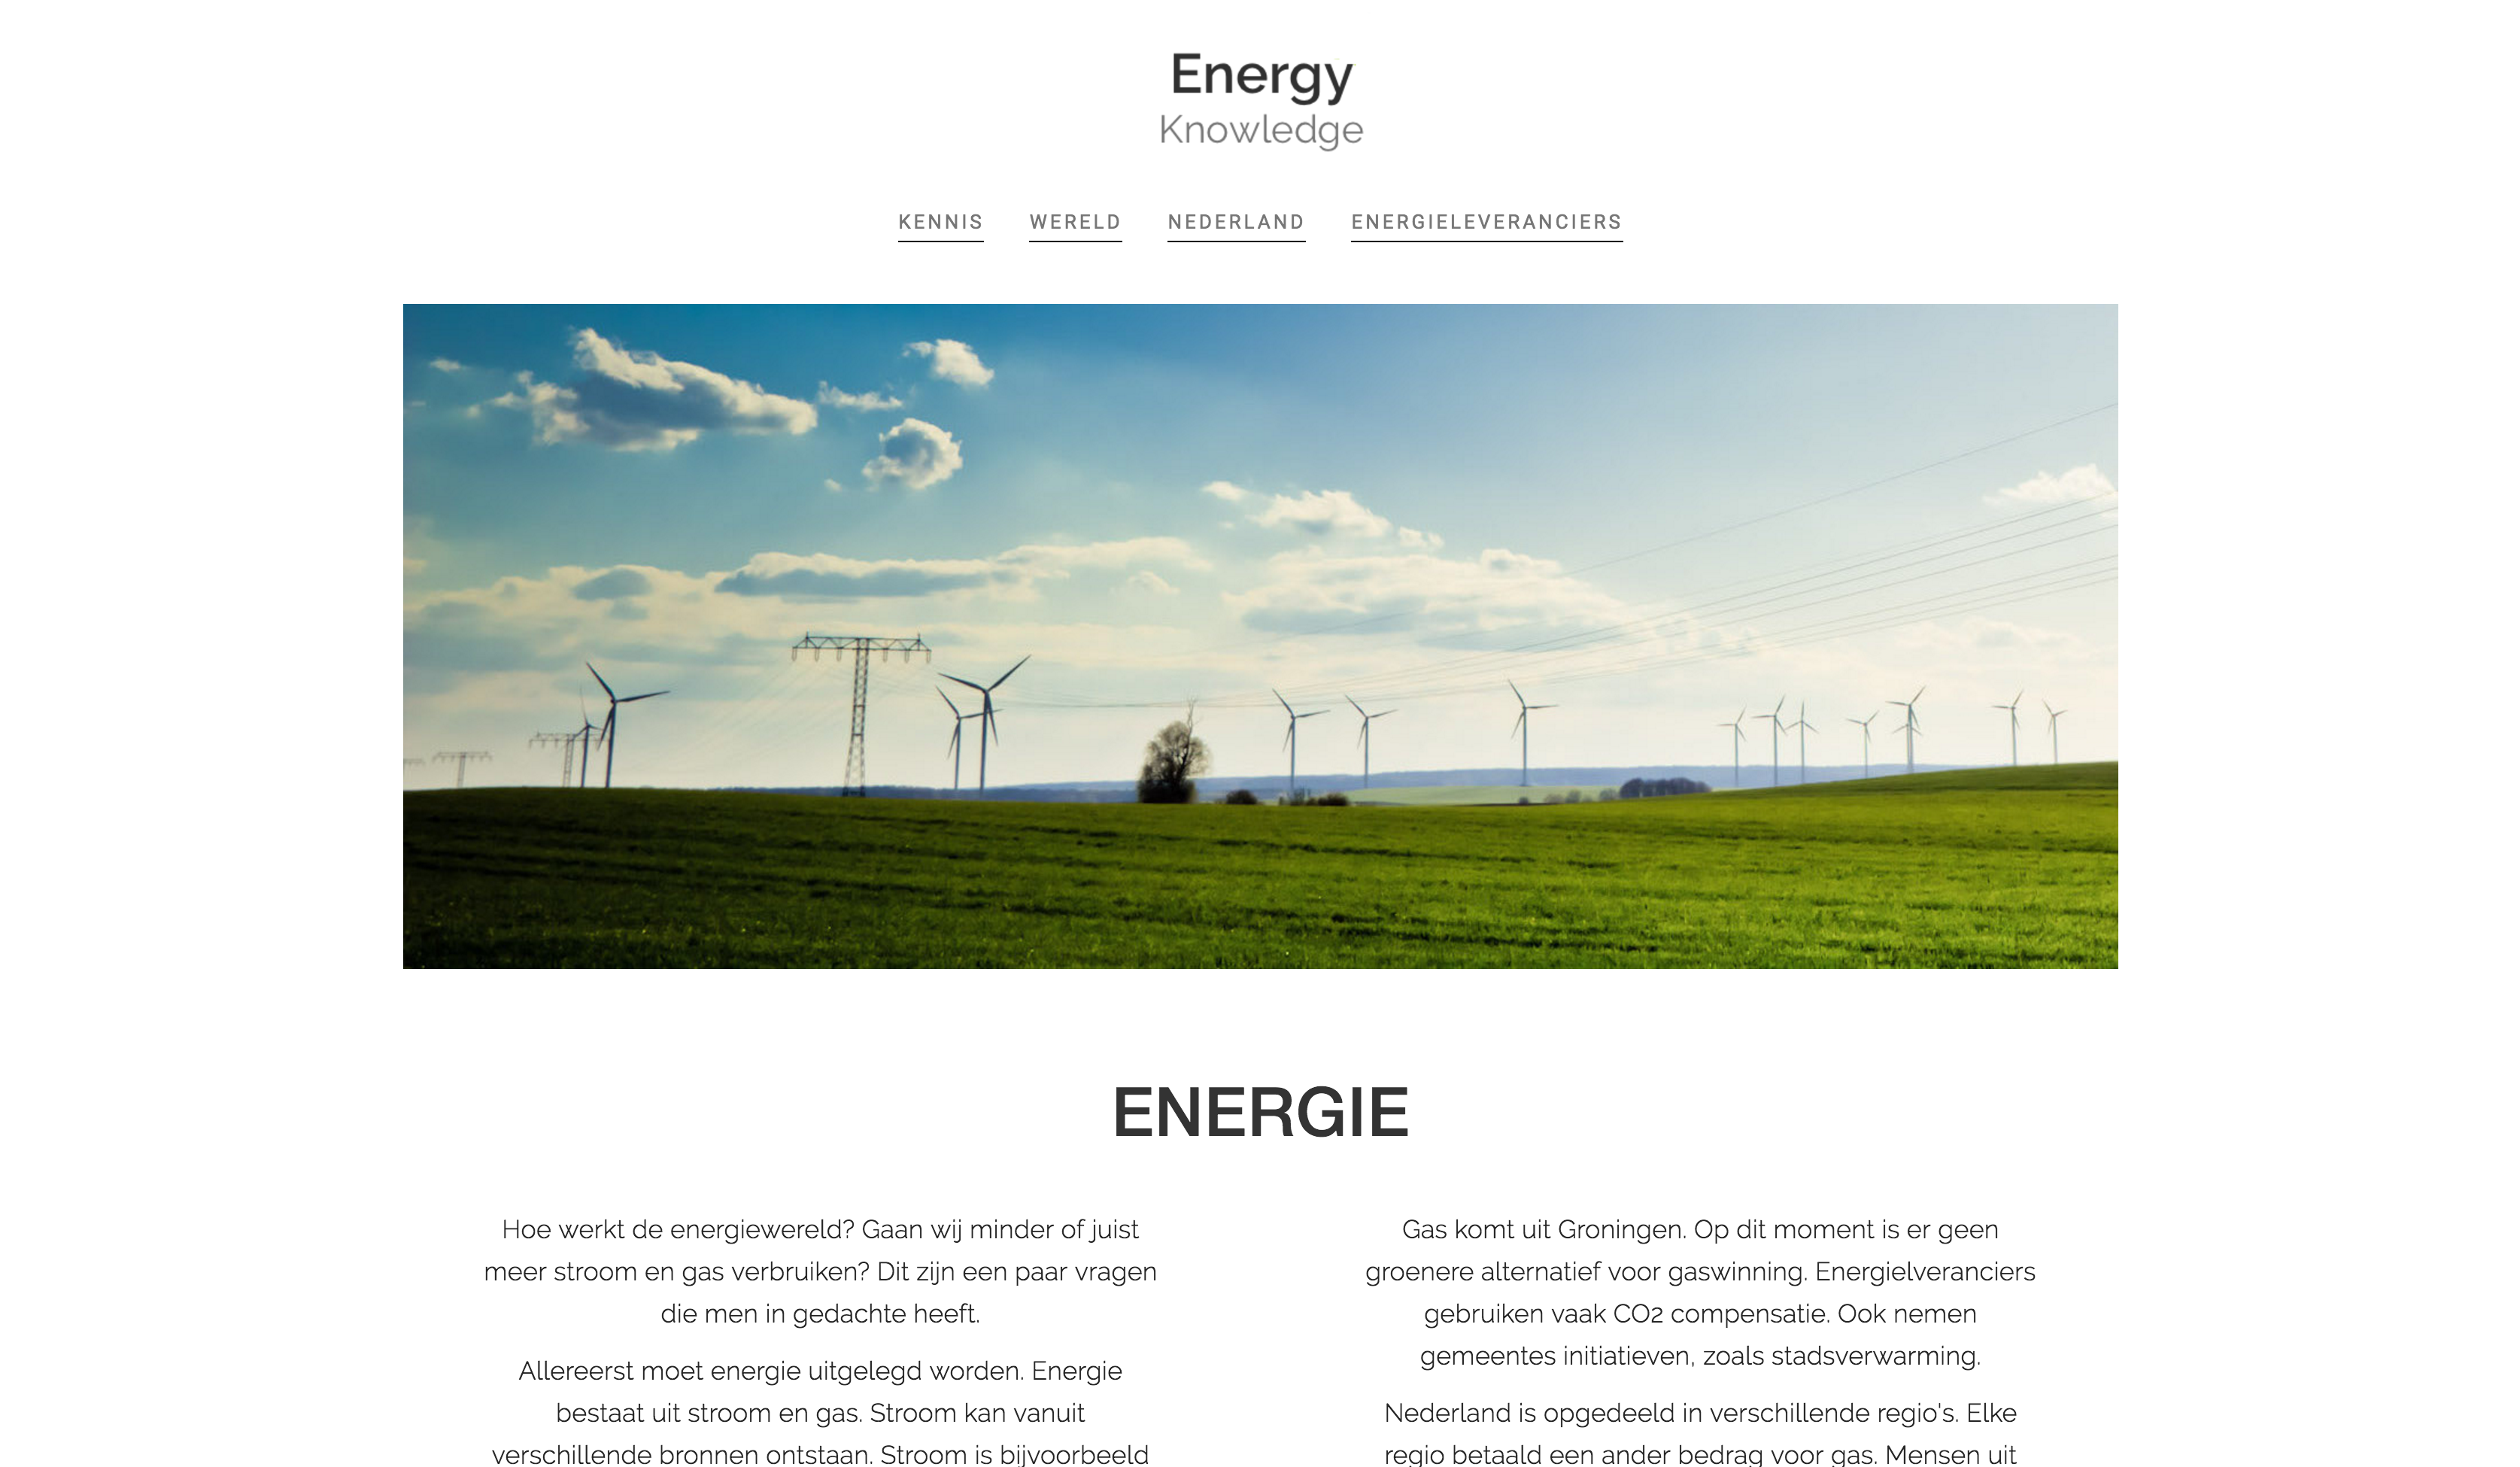 Energy
Knowledge
KENNIS WERELD NEDERLAND ENERGIELEVERANCIERS
ENERGIE
Hoe werkt de energiewereld? Gaan wij minder of juist
meer stroom en gas verbruiken? Dit zijn een paar vragen
die men in gedachte heeft.
Allereerst moet energie uitgelegd worden. Energie
bestaat uit stroom en gas. Stroom kan vanuit
verschillende bronnen ontstaan. Stroom is bijvoorbeeld
Gas komt uit Groningen. Op dit moment is er geen
groenere alternatief voor gaswinning. Energielveranciers
gebruiken vaak CO2 compensatie. Ook nemen
gemeentes initiatieven, zoals stadsverwarming.
Nederland is opgedeeld in verschillende regio's. Elke
regio betaald een ander bedrag voor gas. Mensen uit